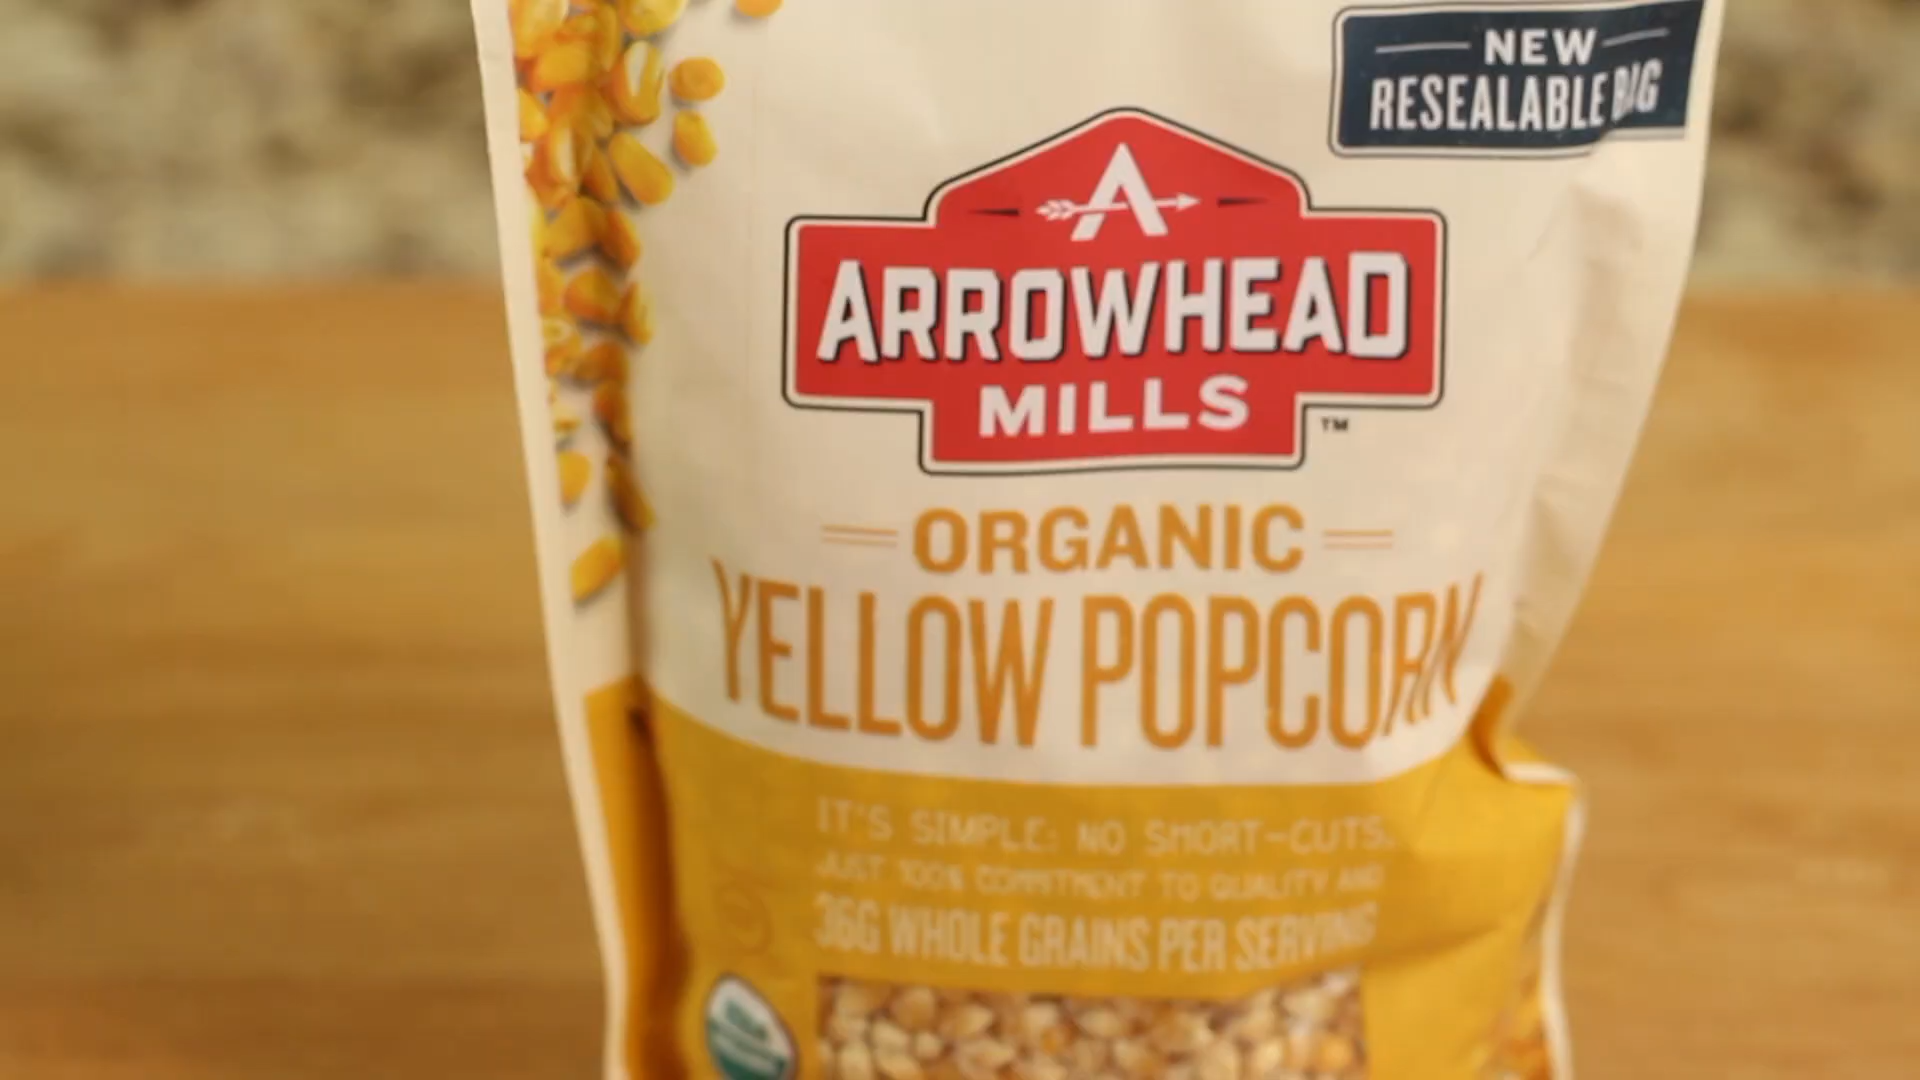 NEW
RESEALABLE BAG
A
ARROWHEAD
MILLS
™
ORGANIC
YELLOW POPCORN
IT'S SIMPLE: NO SHORT-CUTS,
JUST 100% COMMITMENT TO QUALITY AND
36G WHOLE GRAINS PER SERVING